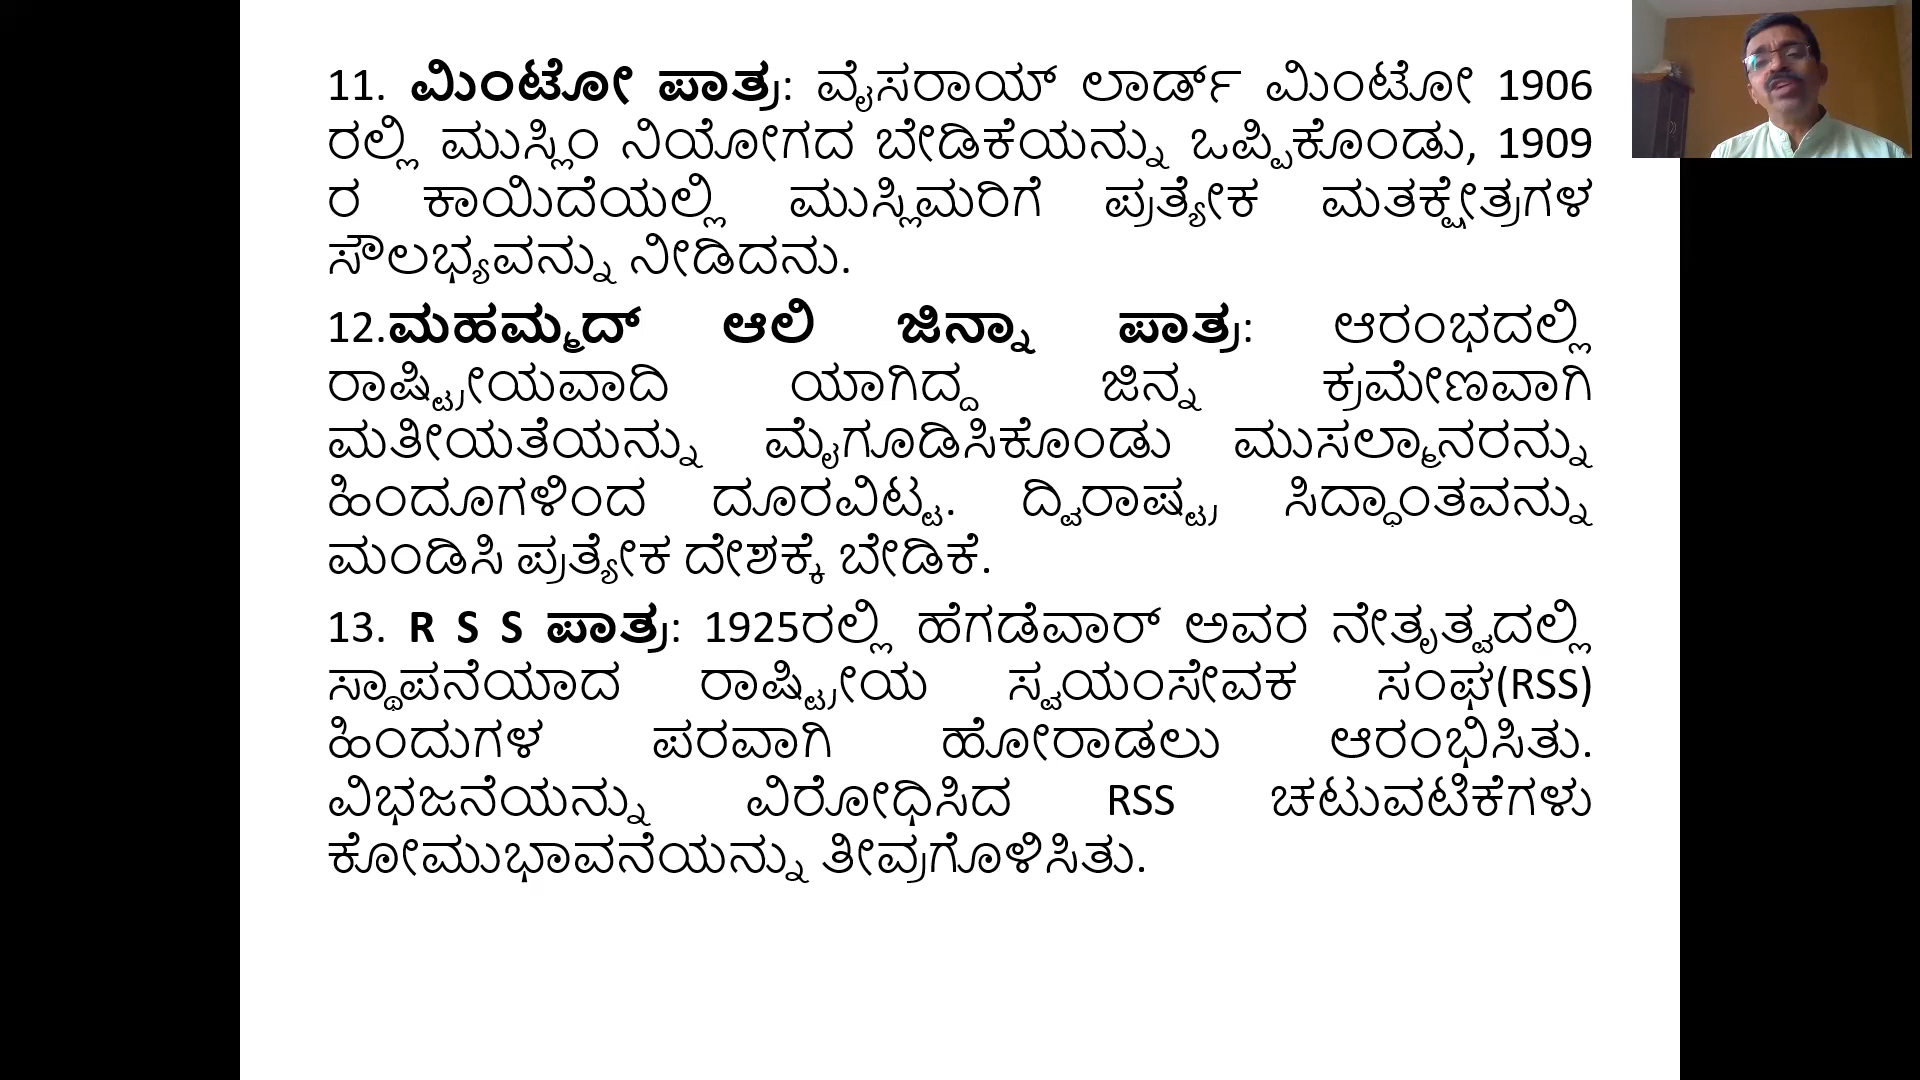 11. ಮಿಂಟೋ ಪಾತ್ರ: ವೈಸರಾಯ್ ಲಾರ್ಡ್ ಮಿಂಟೋ 1906
ರಲ್ಲಿ ಮುಸ್ಲಿಂ ನಿಯೋಗದ ಬೇಡಿಕೆಯನ್ನು ಒಪ್ಪಿಕೊಂಡು, 1909
ರ ಕಾಯಿದೆಯಲ್ಲಿ ಮುಸ್ಲಿಮರಿಗೆ ಪ್ರತ್ಯೇಕ ಮತಕ್ಷೇತ್ರಗಳ
ಸೌಲಭ್ಯವನ್ನು ನೀಡಿದನು.
12.ಮಹಮ್ಮದ್ ಆಲಿ ಜಿನ್ನಾ ಪಾತ್ರ: ಆರಂಭದಲ್ಲಿ
ರಾಷ್ಟ್ರೀಯವಾದಿ ಯಾಗಿದ್ದ ಜಿನ್ನ ಕ್ರಮೇಣವಾಗಿ
ಮತೀಯತೆಯನ್ನು ಮೈಗೂಡಿಸಿಕೊಂಡು ಮುಸಲ್ಮಾನರನ್ನು
ಹಿಂದೂಗಳಿಂದ ದೂರವಿಟ್ಟ. ದ್ವಿರಾಷ್ಟ್ರ ಸಿದ್ಧಾಂತವನ್ನು
ಮಂಡಿಸಿ ಪ್ರತ್ಯೇಕ ದೇಶಕ್ಕೆ ಬೇಡಿಕೆ.
13. R S S ಪಾತ್ರ: 1925ರಲ್ಲಿ ಹೆಗಡೆವಾರ್ ಅವರ ನೇತೃತ್ವದಲ್ಲಿ
ಸ್ಥಾಪನೆಯಾದ ರಾಷ್ಟ್ರೀಯ ಸ್ವಯಂಸೇವಕ ಸಂಘ(RSS)
ಹಿಂದುಗಳ ಪರವಾಗಿ ಹೋರಾಡಲು ಆರಂಭಿಸಿತು.
ವಿಭಜನೆಯನ್ನು ವಿರೋಧಿಸಿದ RSS ಚಟುವಟಿಕೆಗಳು
ಕೋಮುಭಾವನೆಯನ್ನು ತೀವ್ರಗೊಳಿಸಿತು.